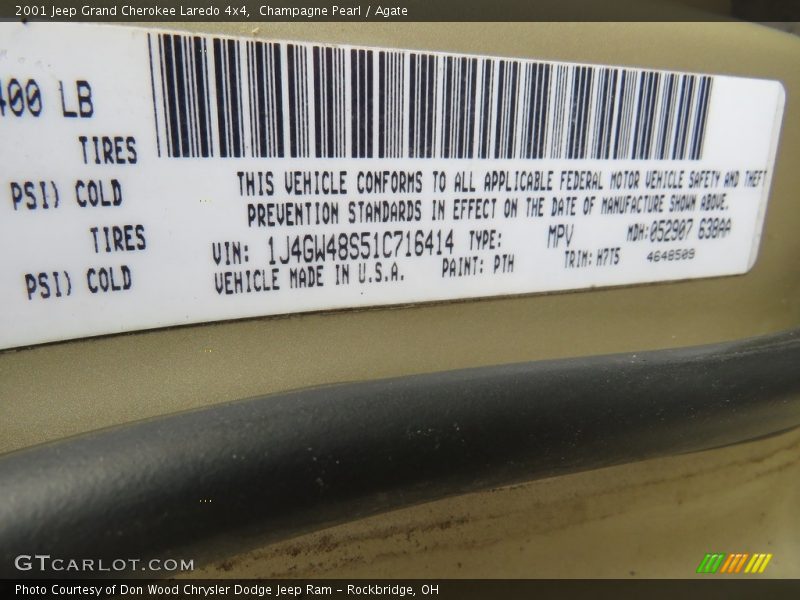 2001 Jeep Grand Cherokee Laredo 4x4, Champagne Pearl / Agate
400 LB
TIRES
PSI) COLD
TIRES
PSI) COLD
THIS VEHICLE CONFORMS TO ALL APPLICABLE FEDERAL MOTOR VEHICLE SAFETY AND THEFT
PREVENTION STANDARDS IN EFFECT ON THE DATE OF MANUFACTURE SHOWN ABOVE.
VIN: 1J4GW48S51C716414 TYPE: MPV MDH: 052907 638AA
VEHICLE MADE IN U.S.A. PAINT: PTH TRIM: H7T5 4648509
GTCARLOT.COM
Photo Courtesy of Don Wood Chrysler Dodge Jeep Ram – Rockbridge, OH